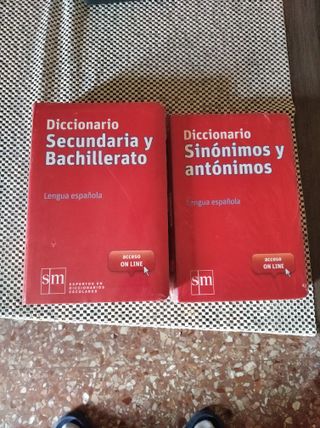 Diccionario
Secundaria y
Bachillerato
Lengua española
acceso
ON LINE
sm
EXPERTOS EN
DICCIONARIOS
ESCOLARES
Diccionario
Sinónimos y
antónimos
Lengua española
acceso
ON LINE
sm